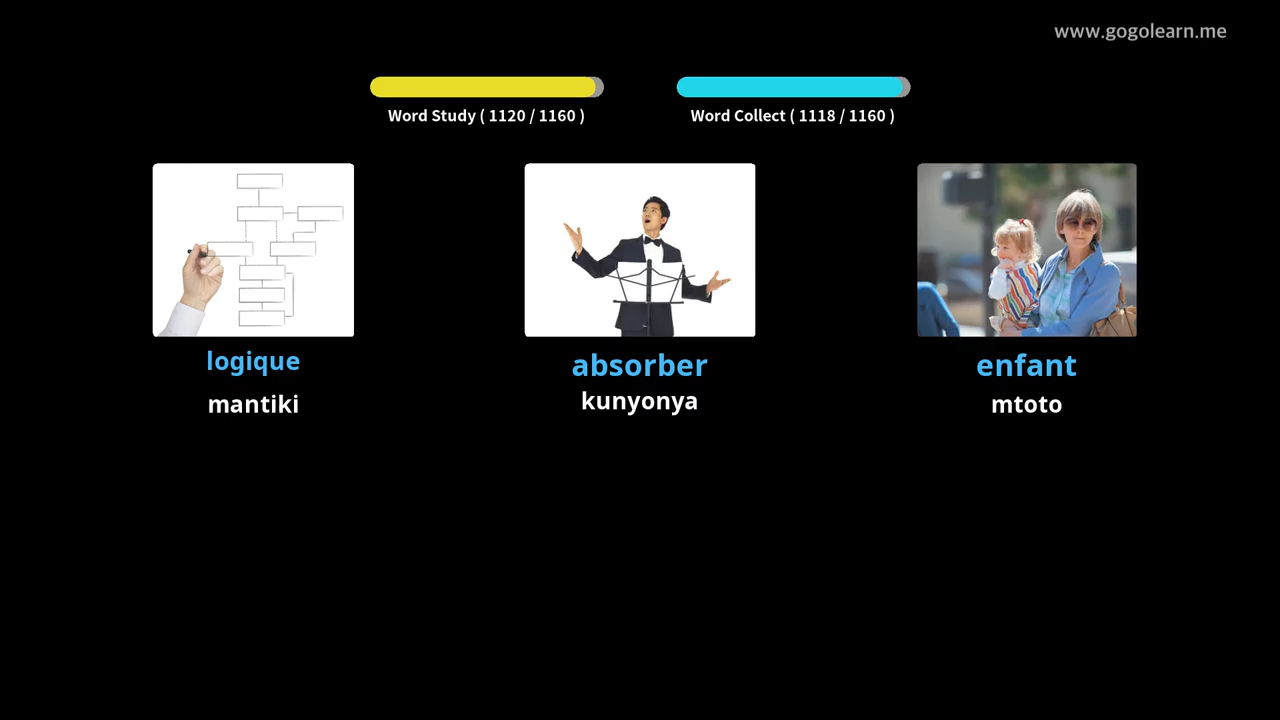 www.gogolearn.me
Word Study ( 1120 / 1160 )
Word Collect ( 1118 / 1160 )
logique
mantiki
absorber
kunyonya
enfant
mtoto